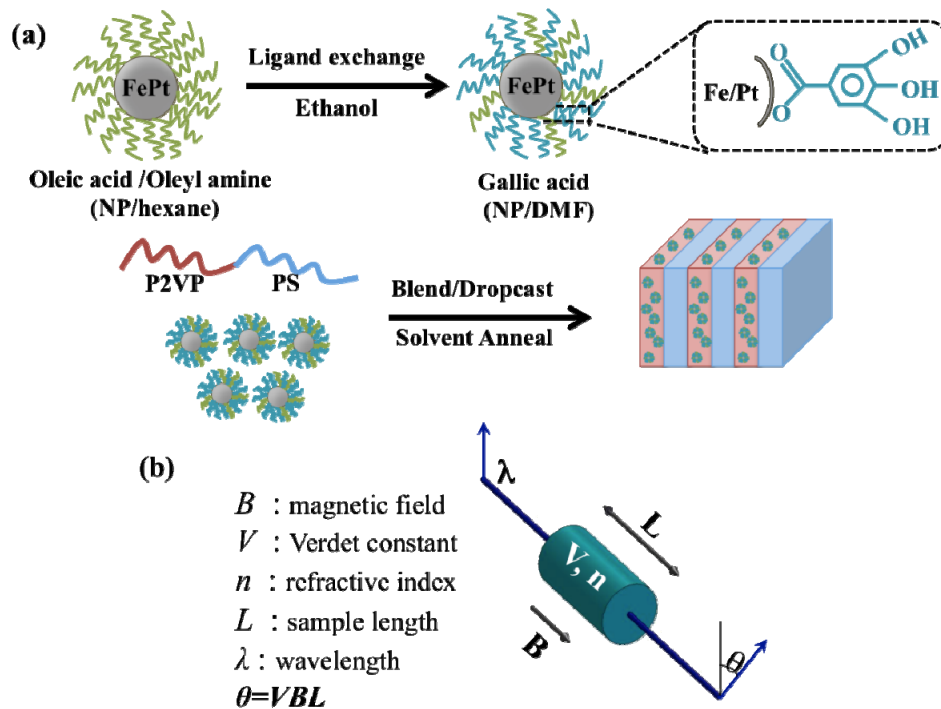 (a)
FePt
Ligand exchange
Ethanol
FePt
Fe/Pt
O
O
OH
OH
OH
Oleic acid /Oleyl amine
(NP/hexane)
Gallic acid
(NP/DMF)
P2VP
PS
Blend/Dropcast
Solvent Anneal
(b)
B : magnetic field
V : Verdet constant
n : refractive index
L : sample length
λ : wavelength
θ=VBL
λ
L
V, n
B
θ